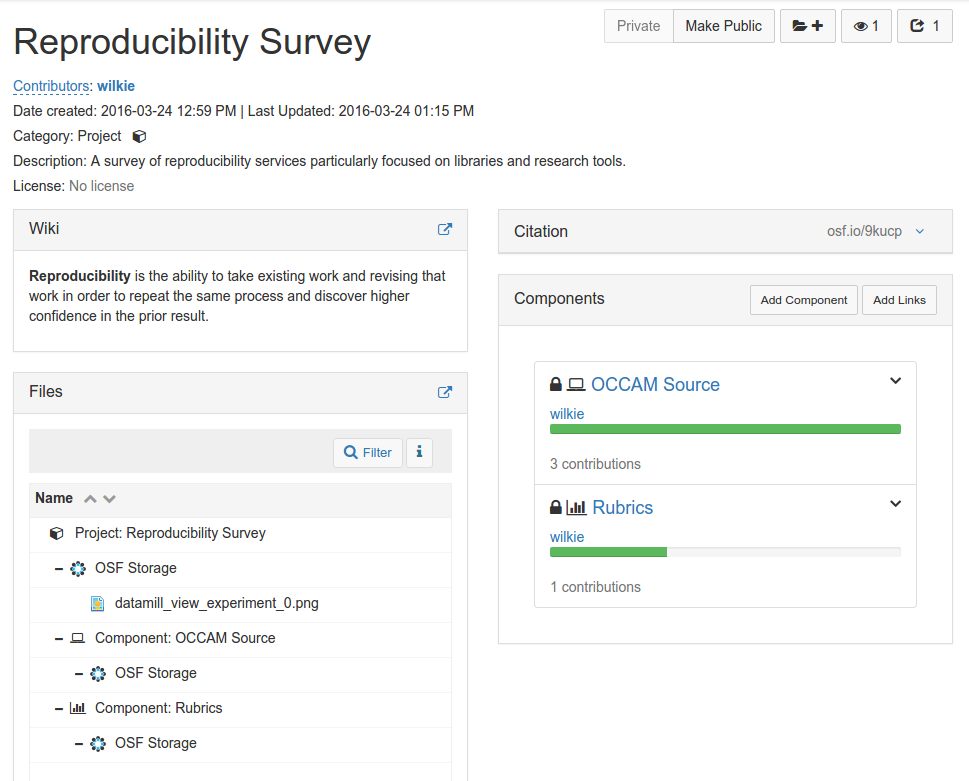 Reproducibility Survey
Private Make Public 1 1
Contributors: wilkie
Date created: 2016-03-24 12:59 PM | Last Updated: 2016-03-24 01:15 PM
Category: Project
Description: A survey of reproducibility services particularly focused on libraries and research tools.
License: No license
Wiki
Reproducibility is the ability to take existing work and revising that
work in order to repeat the same process and discover higher
confidence in the prior result.
Files
Filter
Name
Project: Reproducibility Survey
OSF Storage
datamill_view_experiment_0.png
Component: OCCAM Source
OSF Storage
Component: Rubrics
OSF Storage
Citation osf.io/9kucp
Components Add Component Add Links
OCCAM Source
wilkie
3 contributions
Rubrics
wilkie
1 contributions